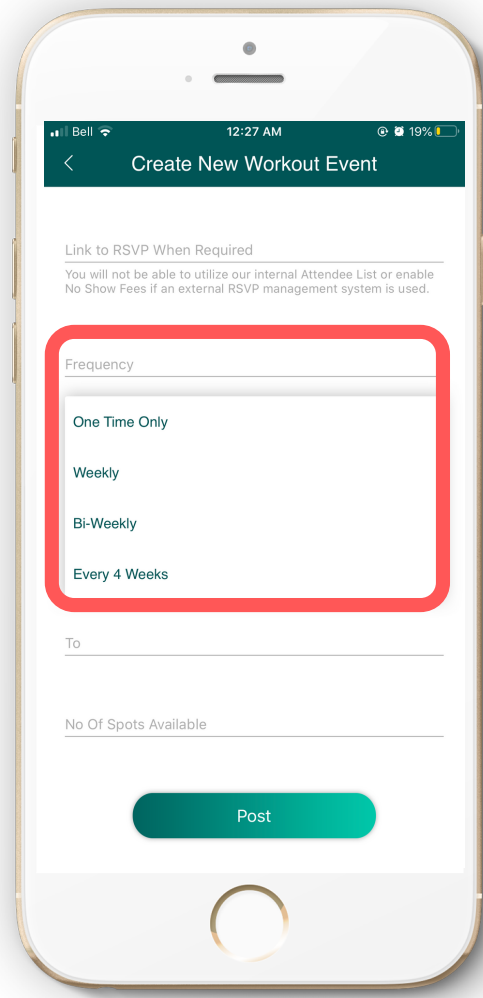 Bell 12:27 AM 19%
Create New Workout Event
Link to RSVP When Required
You will not be able to utilize our internal Attendee List or enable
No Show Fees if an external RSVP management system is used.
Frequency
One Time Only
Weekly
Bi-Weekly
Every 4 Weeks
To
No Of Spots Available
Post